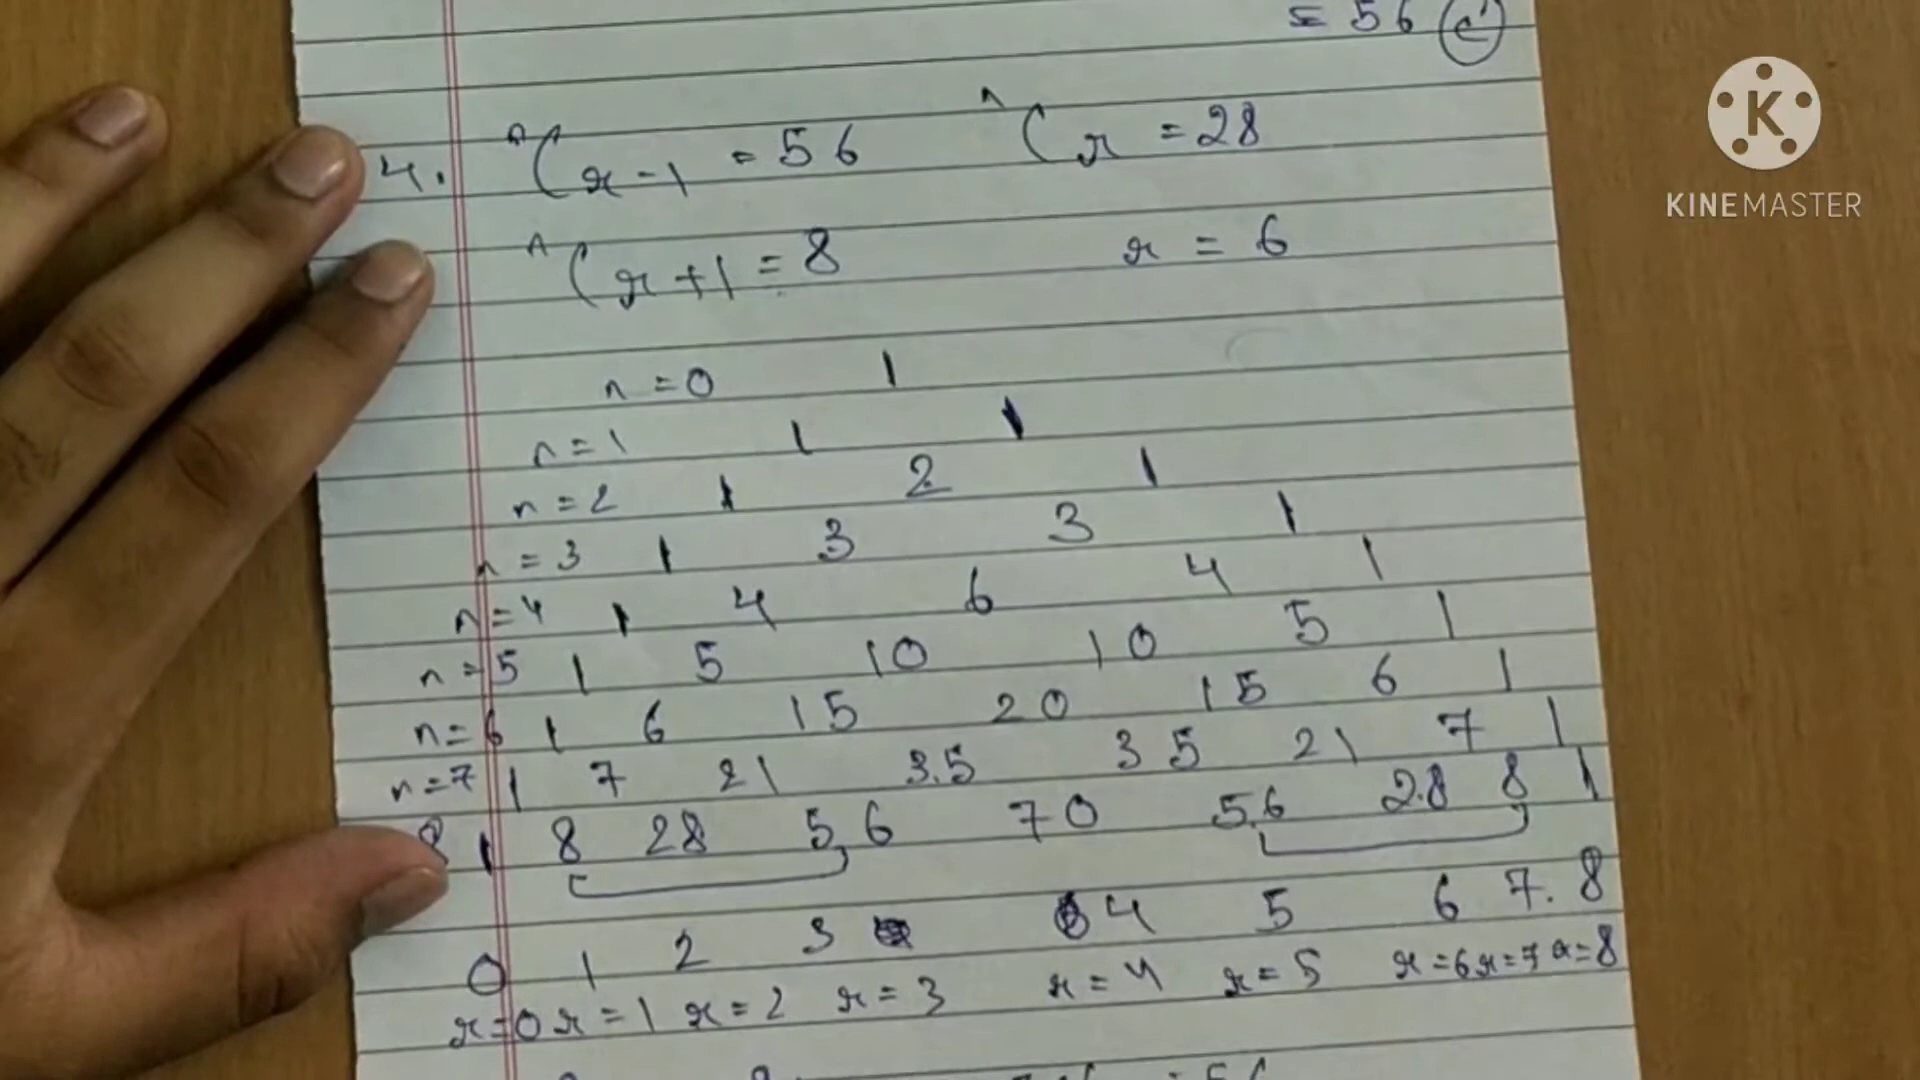 = 56 (c)
K
KINEMASTER
4. ⁿC r-1 = 56 ⁿC r = 28
ⁿC r+1 = 8 r = 6
n = 0 1
n = 1 1 1
n = 2 1 2 1
n = 3 1 3 3 1
n = 4 1 4 6 4 1
n = 5 1 5 10 10 5 1
n = 6 1 6 15 20 15 6 1
n = 7 1 7 21 35 35 21 7 1
8 1 8 28 56 70 56 28 8 1
0 1 2 3 4 5 6 7. 8
r=0 r=1 r=2 r=3 r=4 r=5 r=6 r=7 r=8